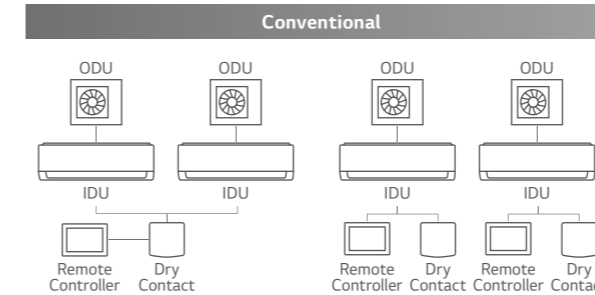 Conventional
ODU ODU ODU ODU
IDU IDU IDU IDU
Remote Dry Remote Dry Remote Dry
Controller Contact Controller Contact Controller